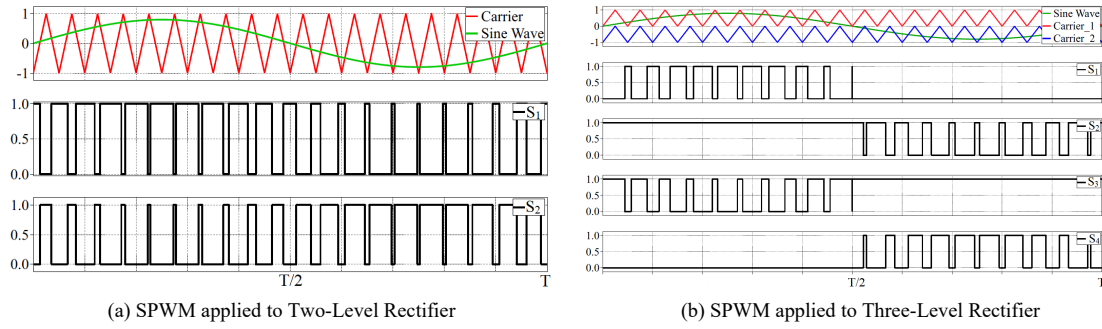 1
0
-1
Carrier
Sine Wave
1.0
0.5
0.0
S1
1.0
0.5
0.0
S2
T/2
T
(a) SPWM applied to Two-Level Rectifier
1
0
-1
Sine Wave
Carrier_1
Carrier_2
1.0
0.5
0.0
S1
1.0
0.5
0.0
S2
1.0
0.5
0.0
S3
1.0
0.5
0.0
S4
T/2
T
(b) SPWM applied to Three-Level Rectifier